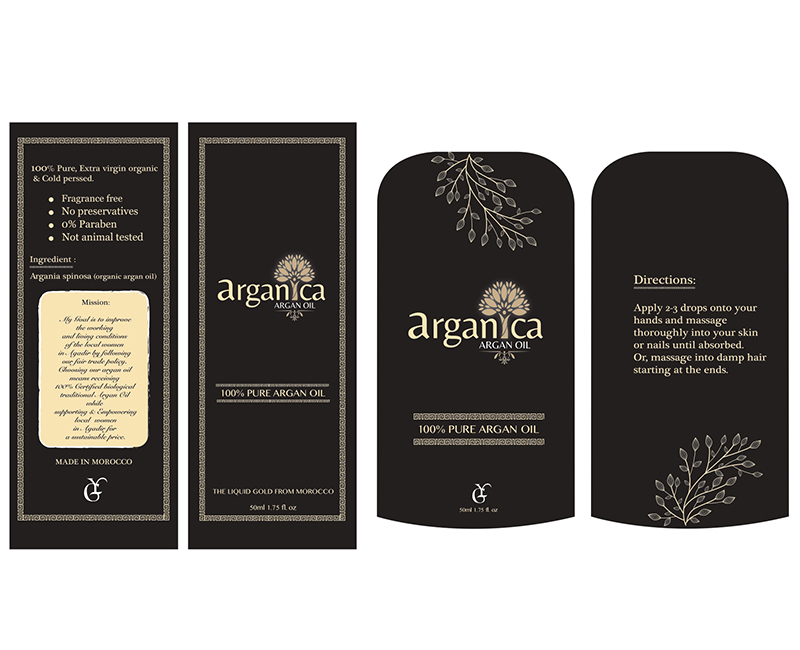 100% Pure, Extra virgin organic
& Cold perssed.
Fragrance free
No preservatives
0% Paraben
Not animal tested
Ingredient :
Argania spinosa (organic argan oil)
Mission:
My Goal is to improve
the working
and living conditions
of the local women
in Agadir by following
our fair trade policy.
Choosing our argan oil
means receiving
100% Certified biological
traditional Argan Oil
while
supporting & Empowering
local women
in Agadir for
a sustainable price.
MADE IN MOROCCO
arganica
ARGAN OIL
100% PURE ARGAN OIL
THE LIQUID GOLD FROM MOROCCO
50ml 1.75 fl. oz
arganica
ARGAN OIL
100% PURE ARGAN OIL
50ml 1.75 fl. oz
Directions:
Apply 2-3 drops onto your
hands and massage
thoroughly into your skin
or nails until absorbed.
Or, massage into damp hair
starting at the ends.